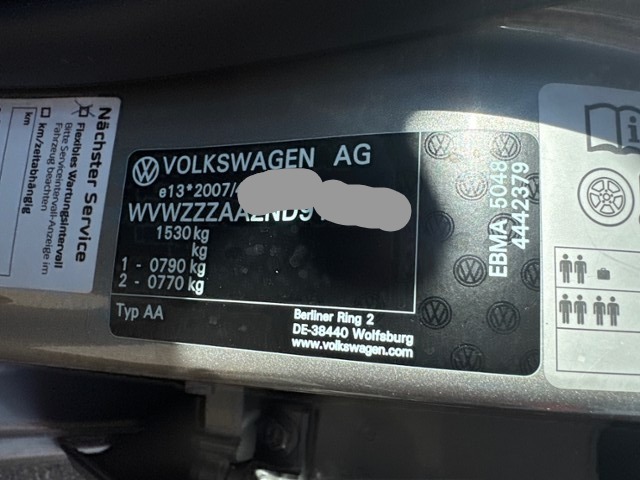 Nächster Service
Flexibles Wartungsintervall
Bitte Serviceintervall-Anzeige im
Fahrzeug beachten
km/zeitabhängig
km
VOLKSWAGEN AG
e13*2007/
WVWZZZAAZND9
1530 kg
kg
1 - 0790 kg
2 - 0770 kg
Typ AA
Berliner Ring 2
DE-38440 Wolfsburg
www.volkswagen.com
EBMA 5048
4442379